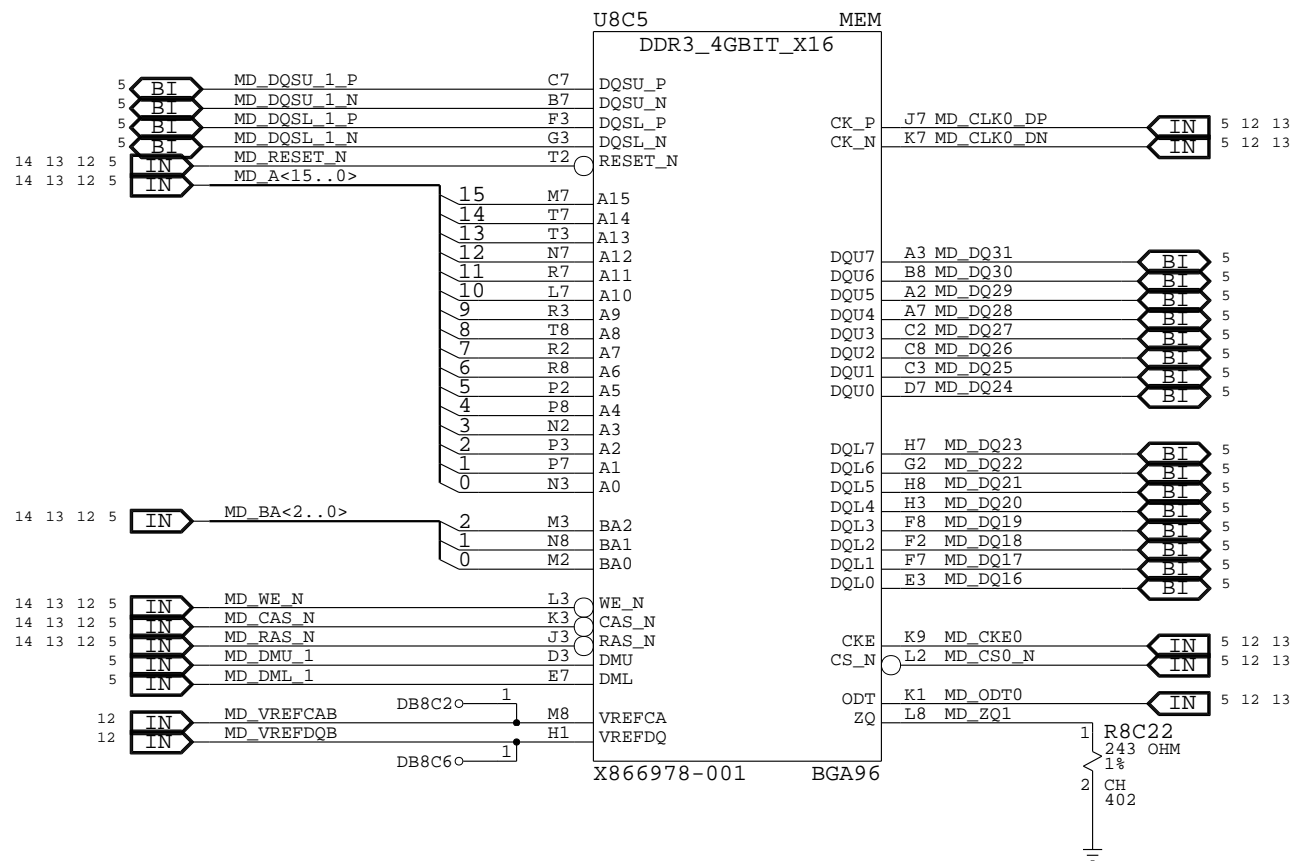 U8C5 MEM
DDR3_4GBIT_X16
5 BI MD_DQSU_1_P C7 DQSU_P
5 BI MD_DQSU_1_N B7 DQSU_N
5 BI MD_DQSL_1_P F3 DQSL_P CK_P J7 MD_CLK0_DP IN 5 12 13
5 BI MD_DQSL_1_N G3 DQSL_N CK_N K7 MD_CLK0_DN IN 5 12 13
14 13 12 5 IN MD_RESET_N T2 RESET_N
14 13 12 5 IN MD_A<15..0>
15 M7 A15
14 T7 A14
13 T3 A13
12 N7 A12 DQU7 A3 MD_DQ31 BI 5
11 R7 A11 DQU6 B8 MD_DQ30 BI 5
10 L7 A10 DQU5 A2 MD_DQ29 BI 5
9 R3 A9 DQU4 A7 MD_DQ28 BI 5
8 T8 A8 DQU3 C2 MD_DQ27 BI 5
7 R2 A7 DQU2 C8 MD_DQ26 BI 5
6 R8 A6 DQU1 C3 MD_DQ25 BI 5
5 P2 A5 DQU0 D7 MD_DQ24 BI 5
4 P8 A4
3 N2 A3
2 P3 A2 DQL7 H7 MD_DQ23 BI 5
1 P7 A1 DQL6 G2 MD_DQ22 BI 5
0 N3 A0 DQL5 H8 MD_DQ21 BI 5
DQL4 H3 MD_DQ20 BI 5
14 13 12 5 IN MD_BA<2..0>
2 M3 BA2 DQL3 F8 MD_DQ19 BI 5
1 N8 BA1 DQL2 F2 MD_DQ18 BI 5
0 M2 BA0 DQL1 F7 MD_DQ17 BI 5
DQL0 E3 MD_DQ16 BI 5
14 13 12 5 IN MD_WE_N L3 WE_N
14 13 12 5 IN MD_CAS_N K3 CAS_N
14 13 12 5 IN MD_RAS_N J3 RAS_N CKE K9 MD_CKE0 IN 5 12 13
5 IN MD_DMU_1 D3 DMU CS_N L2 MD_CS0_N IN 5 12 13
5 IN MD_DML_1 E7 DML
DB8C2 1 ODT K1 MD_ODT0 IN 5 12 13
12 IN MD_VREFCAB M8 VREFCA ZQ L8 MD_ZQ1
12 IN MD_VREFDQB H1 VREFDQ
DB8C6 1
1 R8C22
243 OHM
1%
2 CH
402
X866978-001 BGA96